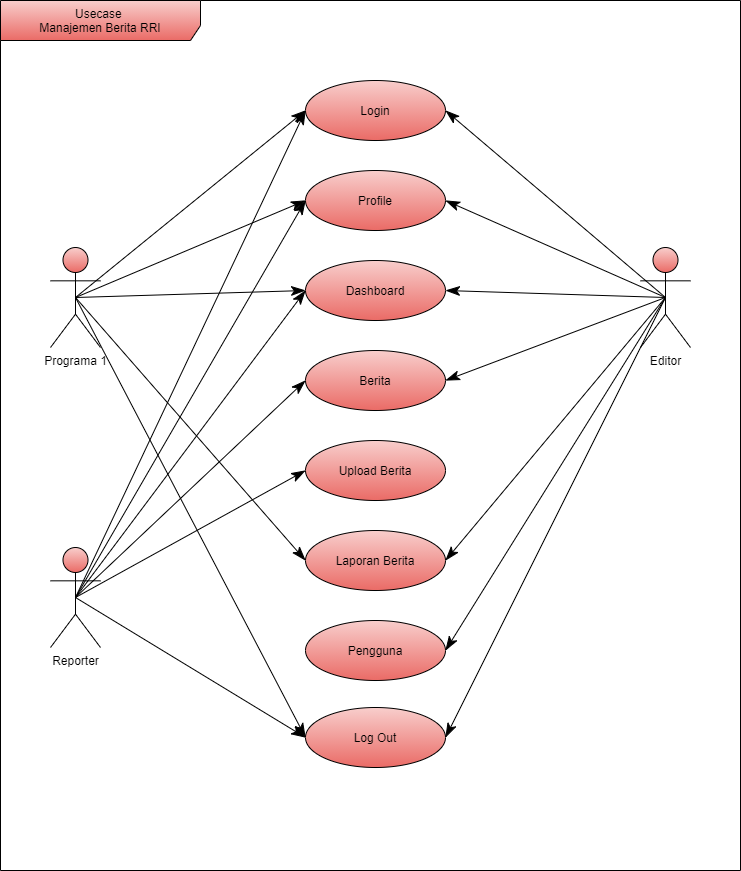 Usecase
Manajemen Berita RRI
Login
Profile
Dashboard
Programa 1
Editor
Berita
Upload Berita
Laporan Berita
Pengguna
Reporter
Log Out